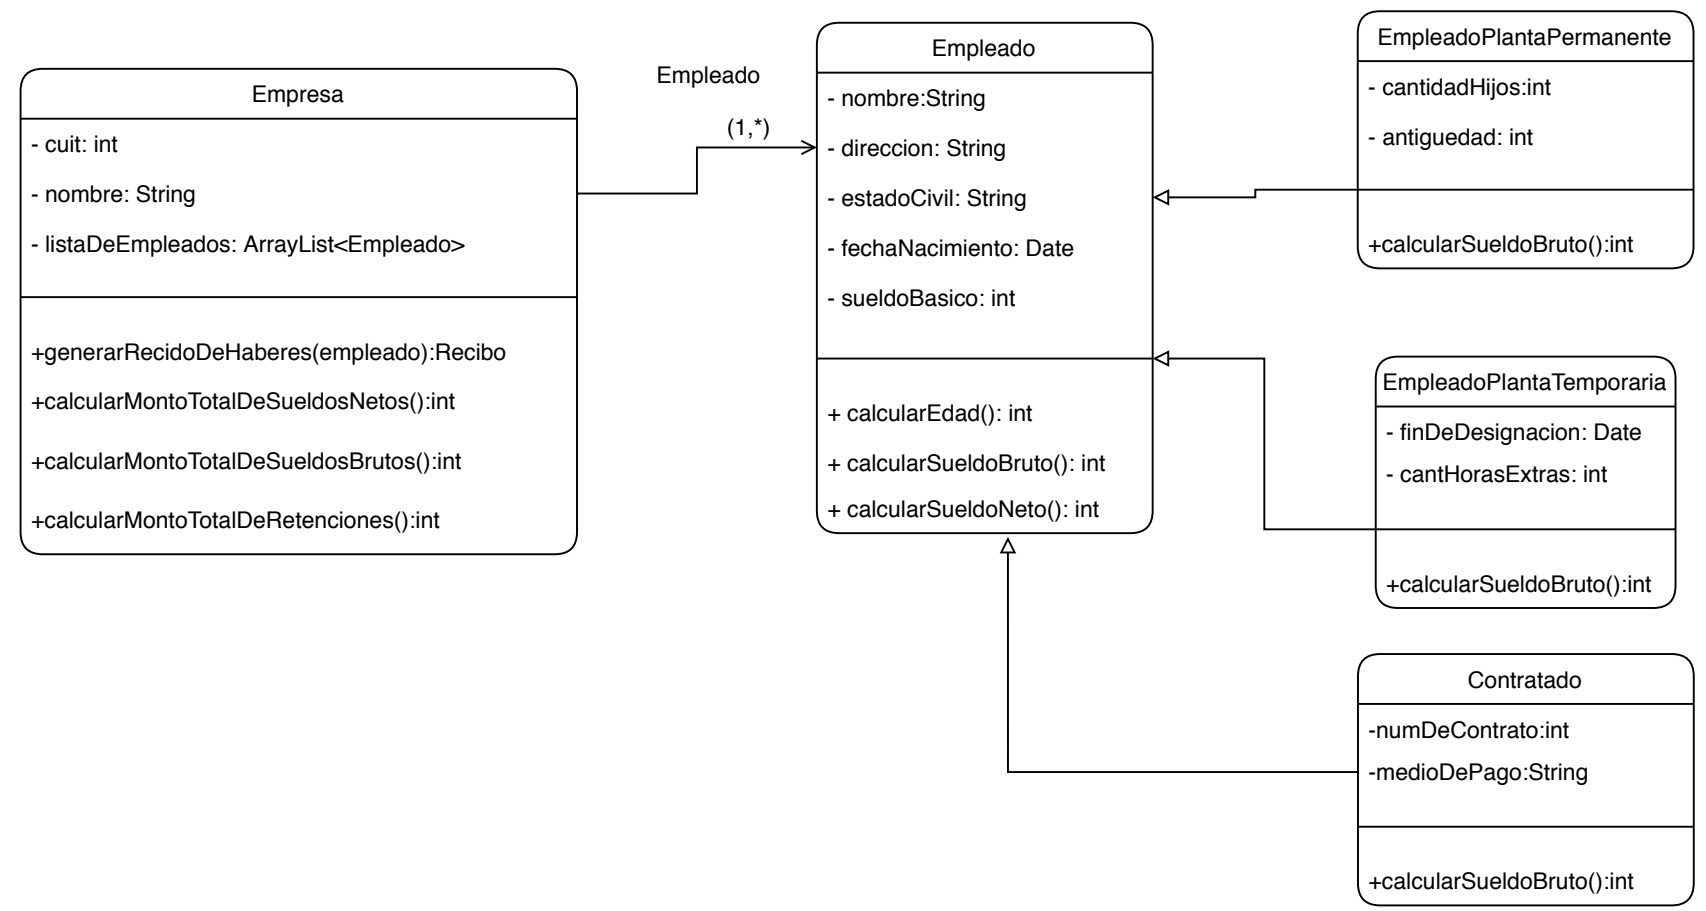 Empresa
- cuit: int
- nombre: String
- listaDeEmpleados: ArrayList<Empleado>
+generarRecidoDeHaberes(empleado):Recibo
+calcularMontoTotalDeSueldosNetos():int
+calcularMontoTotalDeSueldosBrutos():int
+calcularMontoTotalDeRetenciones():int
Empleado
(1,*)
Empleado
- nombre:String
- direccion: String
- estadoCivil: String
- fechaNacimiento: Date
- sueldoBasico: int
+ calcularEdad(): int
+ calcularSueldoBruto(): int
+ calcularSueldoNeto(): int
EmpleadoPlantaPermanente
- cantidadHijos:int
- antiguedad: int
+calcularSueldoBruto():int
EmpleadoPlantaTemporaria
- finDeDesignacion: Date
- cantHorasExtras: int
+calcularSueldoBruto():int
Contratado
-numDeContrato:int
-medioDePago:String
+calcularSueldoBruto():int